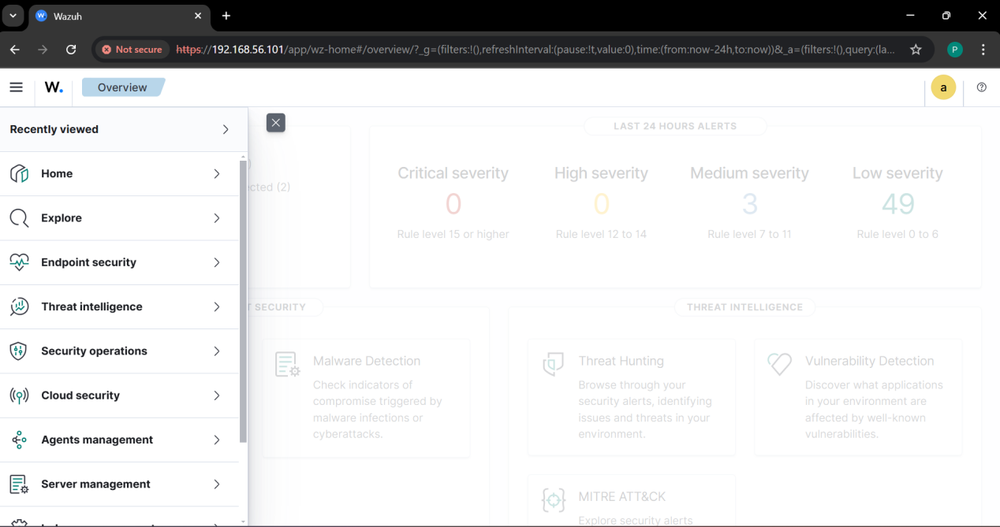 Wazuh
Not secure https://192.168.56.101/app/wz-home#/overview/?_g=(filters:!(),refreshInterval:(pause:!t,value:0),time:(from:now-24h,to:now))&_a=(filters:!(),query:(la...
P
W. Overview
a
Recently viewed
Home
Explore
Endpoint security
Threat intelligence
Security operations
Cloud security
Agents management
Server management
)
cted (2)
LAST 24 HOURS ALERTS
Critical severity
0
Rule level 15 or higher
High severity
0
Rule level 12 to 14
Medium severity
3
Rule level 7 to 11
Low severity
49
Rule level 0 to 6
T SECURITY
Malware Detection
Check indicators of
compromise triggered by
malware infections or
cyberattacks.
THREAT INTELLIGENCE
Threat Hunting
Browse through your
security alerts, identifying
issues and threats in your
environment.
Vulnerability Detection
Discover what applications
in your environment are
affected by well-known
vulnerabilities.
MITRE ATT&CK
Explore security alerts